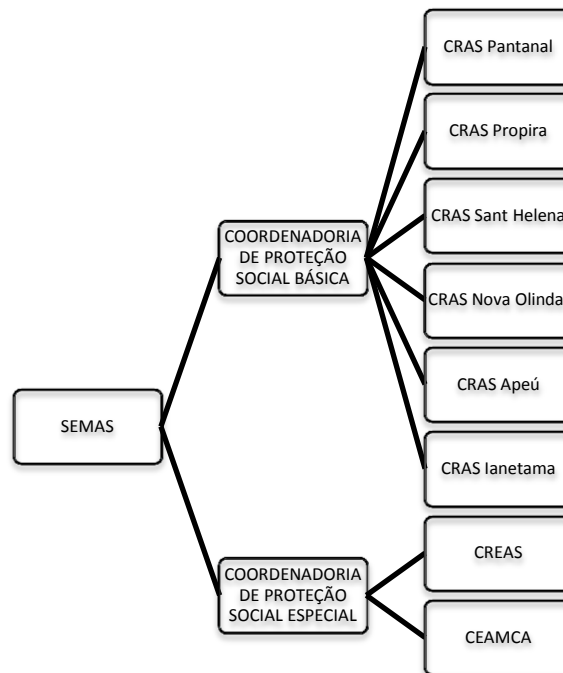 SEMAS
COORDENADORIA
DE PROTEÇÃO
SOCIAL BÁSICA
CRAS Pantanal
CRAS Propira
CRAS Sant Helena
CRAS Nova Olinda
CRAS Apeú
CRAS Ianetama
COORDENADORIA
DE PROTEÇÃO
SOCIAL ESPECIAL
CREAS
CEAMCA